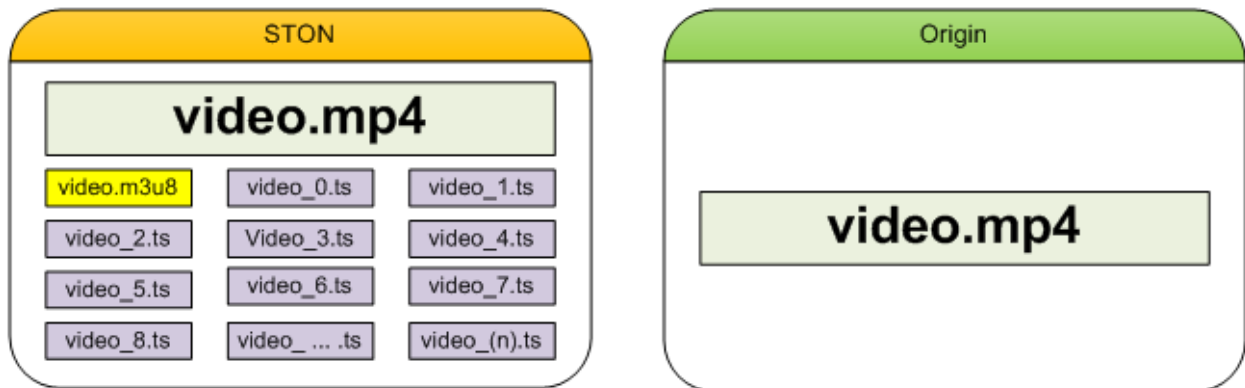 STON
video.mp4
video.m3u8 video_0.ts video_1.ts
video_2.ts Video_3.ts video_4.ts
video_5.ts video_6.ts video_7.ts
video_8.ts video_ ... .ts video_(n).ts
Origin
video.mp4